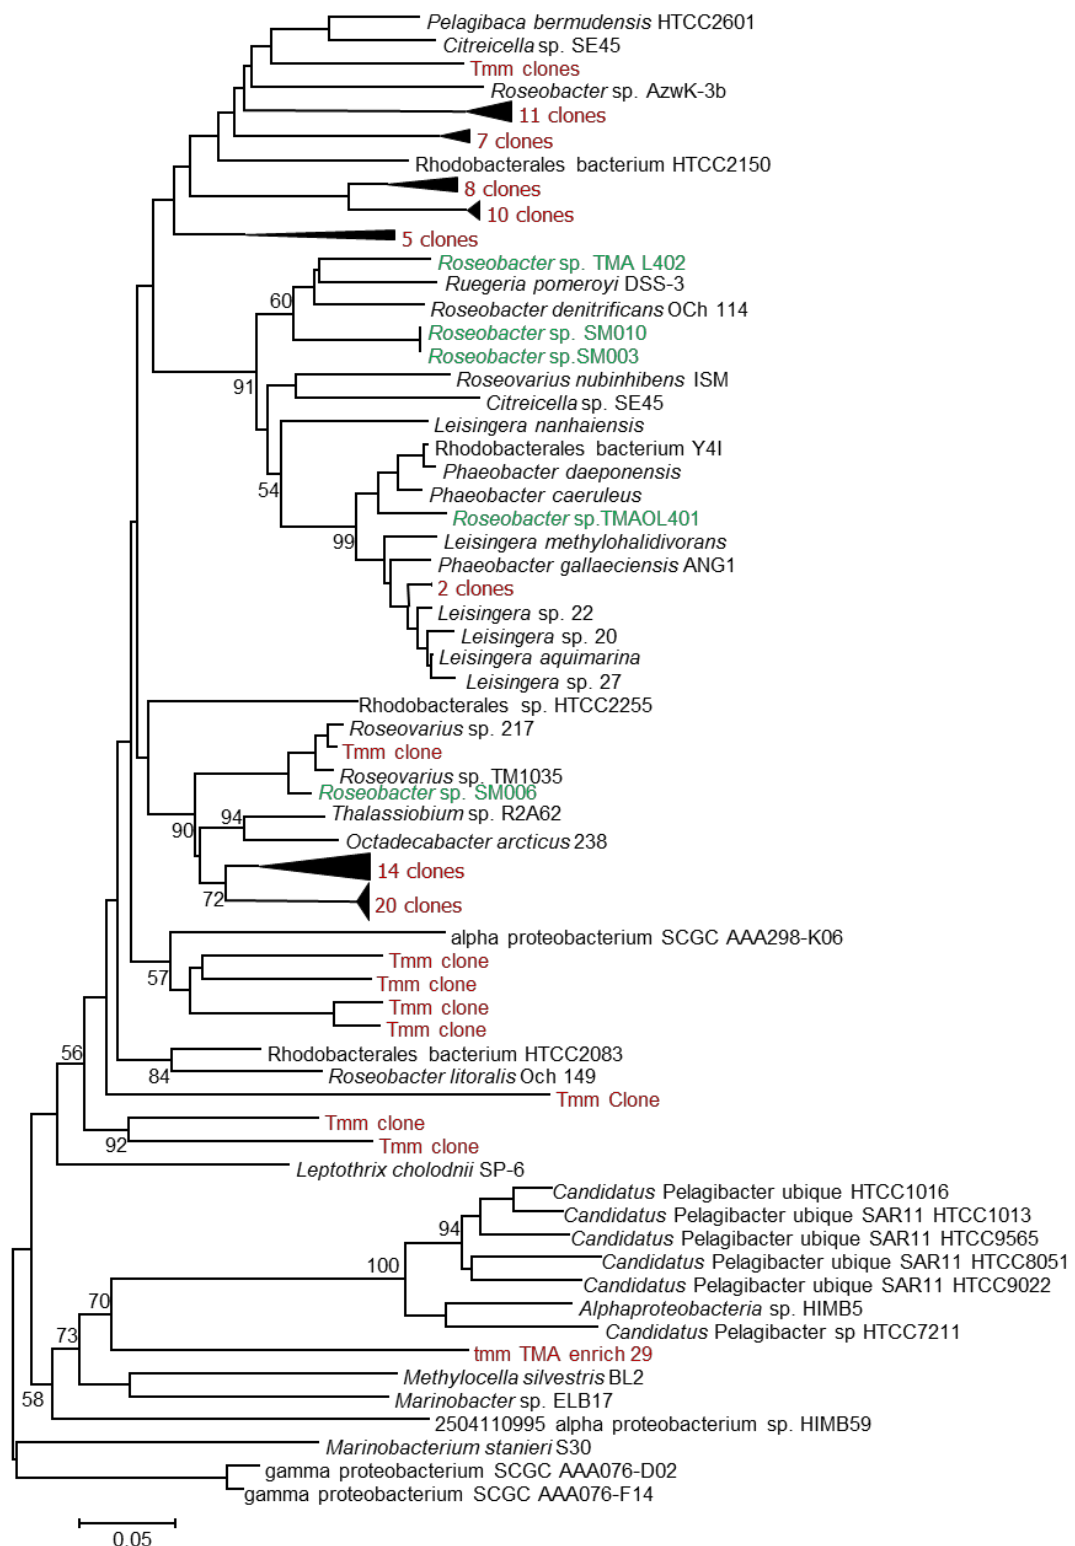 Pelagibaca bermudensis HTCC2601
Citreicella sp. SE45
Tmm clones
Roseobacter sp. AzwK-3b
11 clones
7 clones
Rhodobacterales bacterium HTCC2150
8 clones
10 clones
5 clones
Roseobacter sp. TMA L402
Ruegeria pomeroyi DSS-3
60
Roseobacter denitrificans OCh 114
Roseobacter sp. SM010
Roseobacter sp.SM003
Roseovarius nubinhibens ISM
91
Citreicella sp. SE45
Leisingera nanhaiensis
Rhodobacterales bacterium Y4I
Phaeobacter daeponensis
54
Phaeobacter caeruleus
Roseobacter sp.TMAOL401
99
Leisingera methylohalidivorans
Phaeobacter gallaeciensis ANG1
2 clones
Leisingera sp. 22
Leisingera sp. 20
Leisingera aquimarina
Leisingera sp. 27
Rhodobacterales sp. HTCC2255
Roseovarius sp. 217
Tmm clone
Roseovarius sp. TM1035
Roseobacter sp. SM006
94
Thalassiobium sp. R2A62
90
Octadecabacter arcticus 238
14 clones
72
20 clones
alpha proteobacterium SCGC AAA298-K06
Tmm clone
57
Tmm clone
Tmm clone
Tmm clone
56
Rhodobacterales bacterium HTCC2083
84
Roseobacter litoralis Och 149
Tmm Clone
Tmm clone
92
Tmm clone
Leptothrix cholodnii SP-6
Candidatus Pelagibacter ubique HTCC1016
Candidatus Pelagibacter ubique SAR11 HTCC1013
94
Candidatus Pelagibacter ubique SAR11 HTCC9565
100
Candidatus Pelagibacter ubique SAR11 HTCC8051
Candidatus Pelagibacter ubique SAR11 HTCC9022
70
Alphaproteobacteria sp. HIMB5
73
Candidatus Pelagibacter sp HTCC7211
tmm TMA enrich 29
Methylocella silvestris BL2
58
Marinobacter sp. ELB17
2504110995 alpha proteobacterium sp. HIMB59
Marinobacterium stanieri S30
gamma proteobacterium SCGC AAA076-D02
gamma proteobacterium SCGC AAA076-F14
0.05